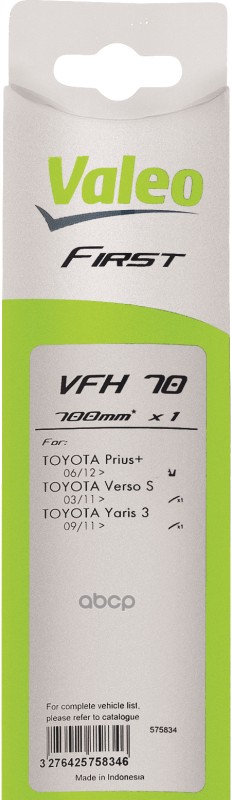 Valeo
FIRST
VFH 70
700mm* x 1
For:
TOYOTA Prius+
06/12 >
TOYOTA Verso S
03/11 > x1
TOYOTA Yaris 3
09/11 > x1
abcp
For complete vehicle list,
please refer to catalogue
575834
3 276425 758346
Made in Indonesia